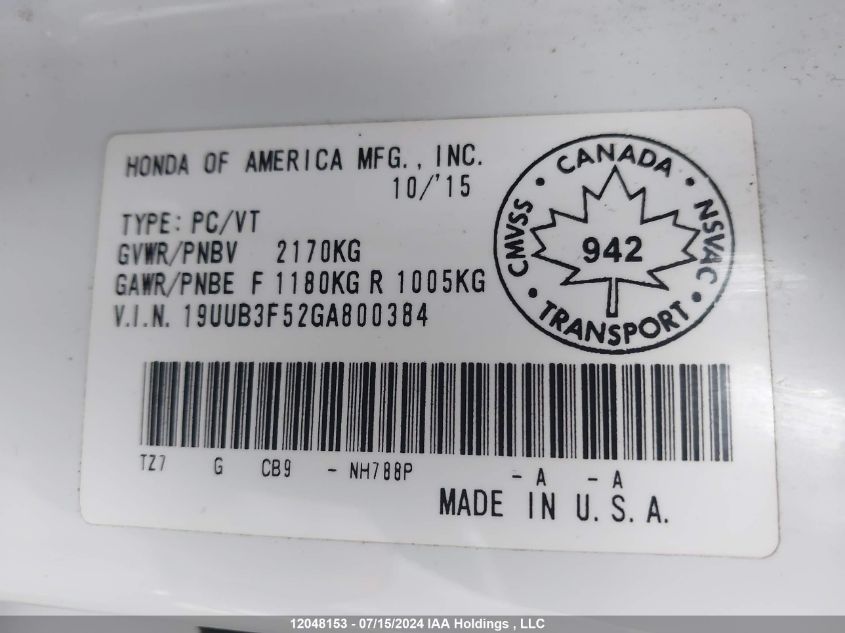 HONDA OF AMERICA MFG., INC.
10/'15
TYPE: PC/VT
GVWR/PNBV 2170KG
GAWR/PNBE F 1180KG R 1005KG
V.I.N. 19UUB3F52GA800384
CANADA • NSVAC • TRANSPORT • CMVSS •
942
TZ7 G CB9 - NH788P - A - A
MADE IN U.S.A.
12048153 - 07/15/2024 IAA Holdings , LLC